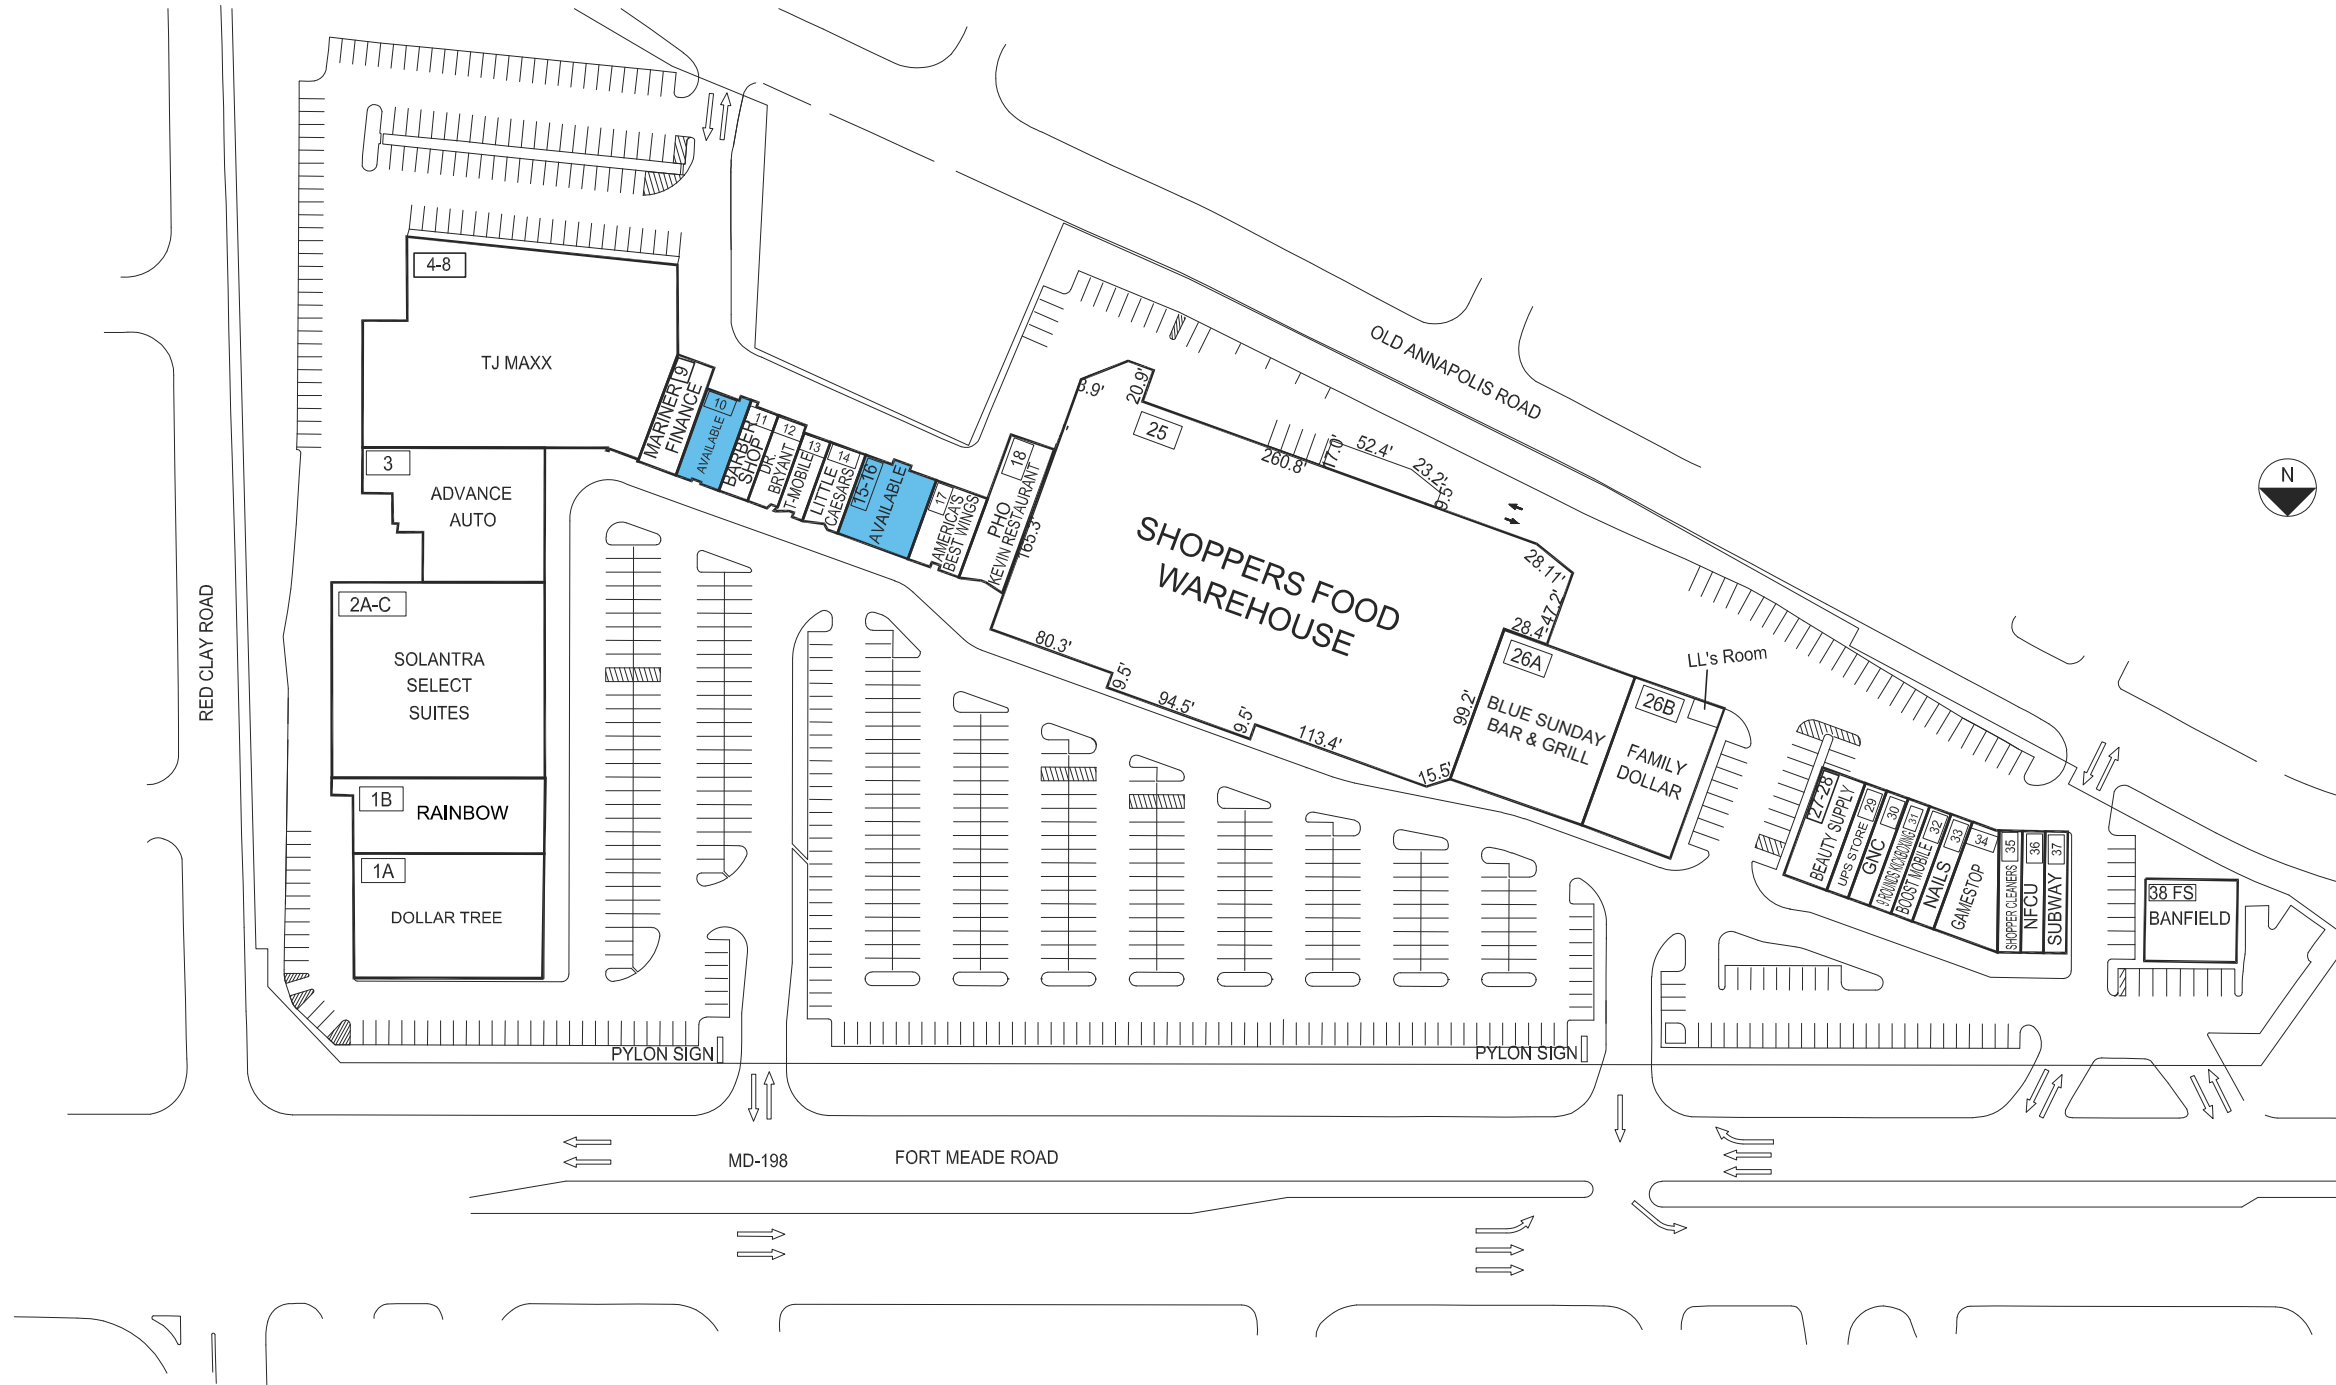 4-8
TJ MAXX
3
ADVANCE
AUTO
2A-C
SOLANTRA
SELECT
SUITES
1B
RAINBOW
1A
DOLLAR TREE
RED CLAY ROAD
9
MARINER
FINANCE
10
AVAILABLE
11
BARBER
SHOP
12
DR.
BRYANT
13
T-MOBILE
14
LITTLE
CAESARS
15-16
AVAILABLE
17
AMERICA'S
BEST WINGS
18
PHO
KEVIN RESTAURANT
165.3'
3.9'
20.9'
25
260.8'
17.0'
52.4'
23.2'
9.5'
28.11'
47.2'
28.4'
SHOPPERS FOOD
WAREHOUSE
80.3'
9.5'
94.5'
9.5'
113.4'
15.5'
99.2'
OLD ANNAPOLIS ROAD
N
26A
BLUE SUNDAY
BAR & GRILL
26B
FAMILY
DOLLAR
LL's Room
27-28
BEAUTY SUPPLY
29
UPS STORE
30
GNC
31
9 ROUNDS KICKBOXING
32
BOOST MOBILE
33
NAILS
34
GAMESTOP
35
SHOPPER CLEANERS
36
NFCU
37
SUBWAY
38 FS
BANFIELD
PYLON SIGN
PYLON SIGN
MD-198
FORT MEADE ROAD